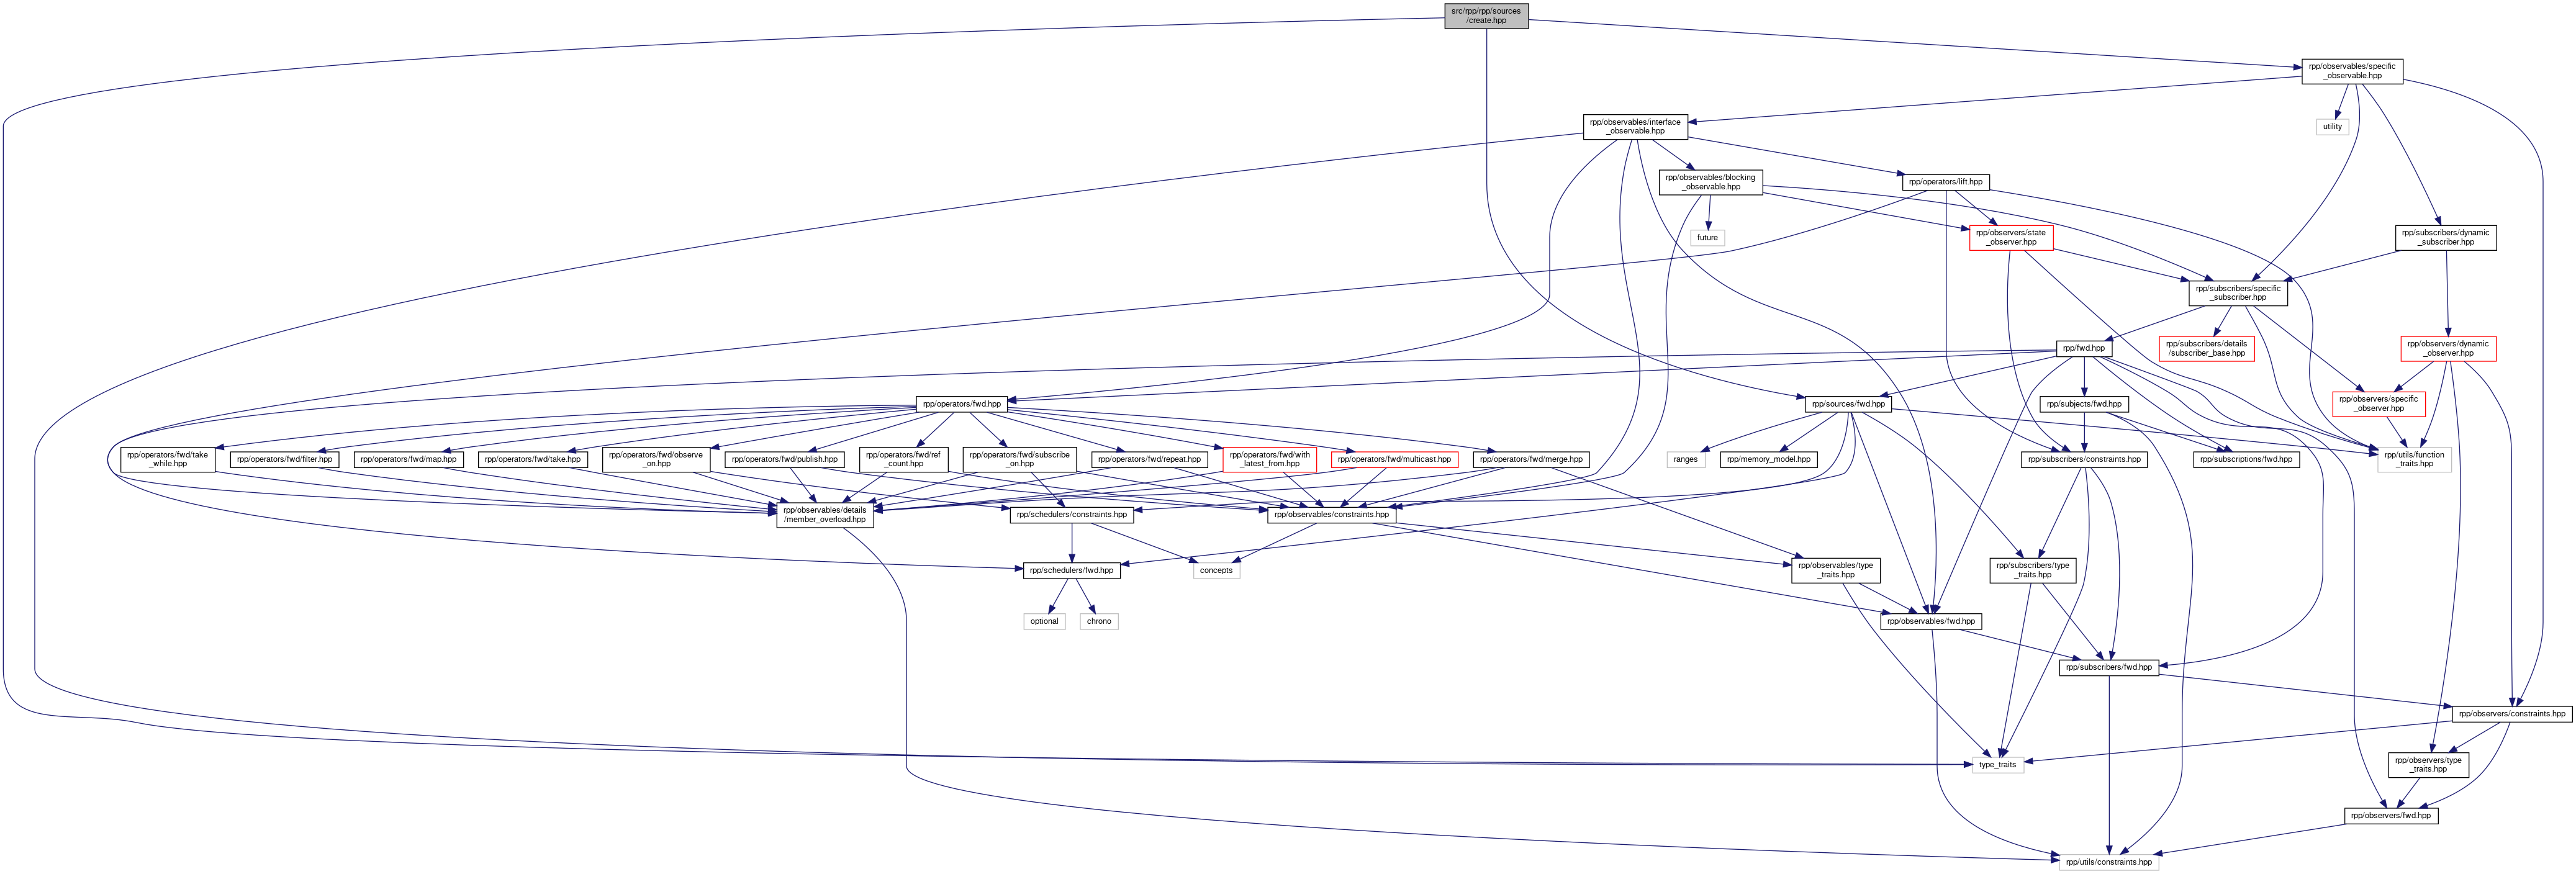 src/rpp/rpp/sources
/create.hpp
rpp/observables/specific
_observable.hpp
rpp/observables/interface
_observable.hpp
utility
rpp/observables/blocking
_observable.hpp
rpp/operators/lift.hpp
future
rpp/observers/state
_observer.hpp
rpp/subscribers/dynamic
_subscriber.hpp
rpp/subscribers/specific
_subscriber.hpp
rpp/fwd.hpp
rpp/subscribers/details
/subscriber_base.hpp
rpp/observers/dynamic
_observer.hpp
rpp/operators/fwd.hpp
rpp/sources/fwd.hpp
rpp/subjects/fwd.hpp
rpp/observers/specific
_observer.hpp
rpp/operators/fwd/take
_while.hpp
rpp/operators/fwd/filter.hpp
rpp/operators/fwd/map.hpp
rpp/operators/fwd/take.hpp
rpp/operators/fwd/observe
_on.hpp
rpp/operators/fwd/publish.hpp
rpp/operators/fwd/ref
_count.hpp
rpp/operators/fwd/subscribe
_on.hpp
rpp/operators/fwd/repeat.hpp
rpp/operators/fwd/with
_latest_from.hpp
rpp/operators/fwd/multicast.hpp
rpp/operators/fwd/merge.hpp
ranges
rpp/memory_model.hpp
rpp/subscribers/constraints.hpp
rpp/subscriptions/fwd.hpp
rpp/utils/function
_traits.hpp
rpp/observables/details
/member_overload.hpp
rpp/schedulers/constraints.hpp
rpp/observables/constraints.hpp
rpp/schedulers/fwd.hpp
concepts
rpp/observables/type
_traits.hpp
rpp/subscribers/type
_traits.hpp
optional
chrono
rpp/observables/fwd.hpp
rpp/subscribers/fwd.hpp
rpp/observers/constraints.hpp
type_traits
rpp/observers/type
_traits.hpp
rpp/observers/fwd.hpp
rpp/utils/constraints.hpp